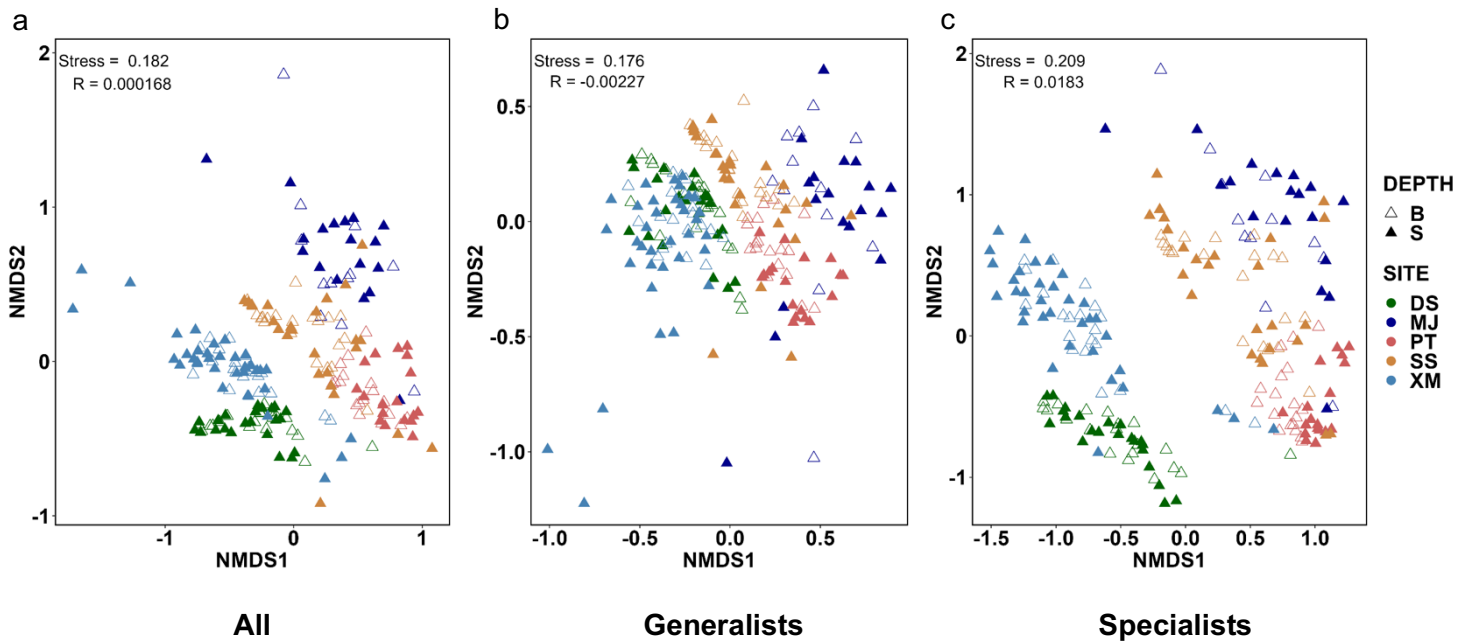 a
Stress = 0.182
R = 0.000168
2
1
0
-1
NMDS2
-1
0
1
NMDS1
All
b
Stress = 0.176
R = -0.00227
0.5
0.0
-0.5
-1.0
NMDS2
-1.0
-0.5
0.0
0.5
NMDS1
Generalists
c
Stress = 0.209
R = 0.0183
2
1
0
-1
NMDS2
-1.5
-1.0
-0.5
0.0
0.5
1.0
NMDS1
Specialists
DEPTH
B
S
SITE
DS
MJ
PT
SS
XM